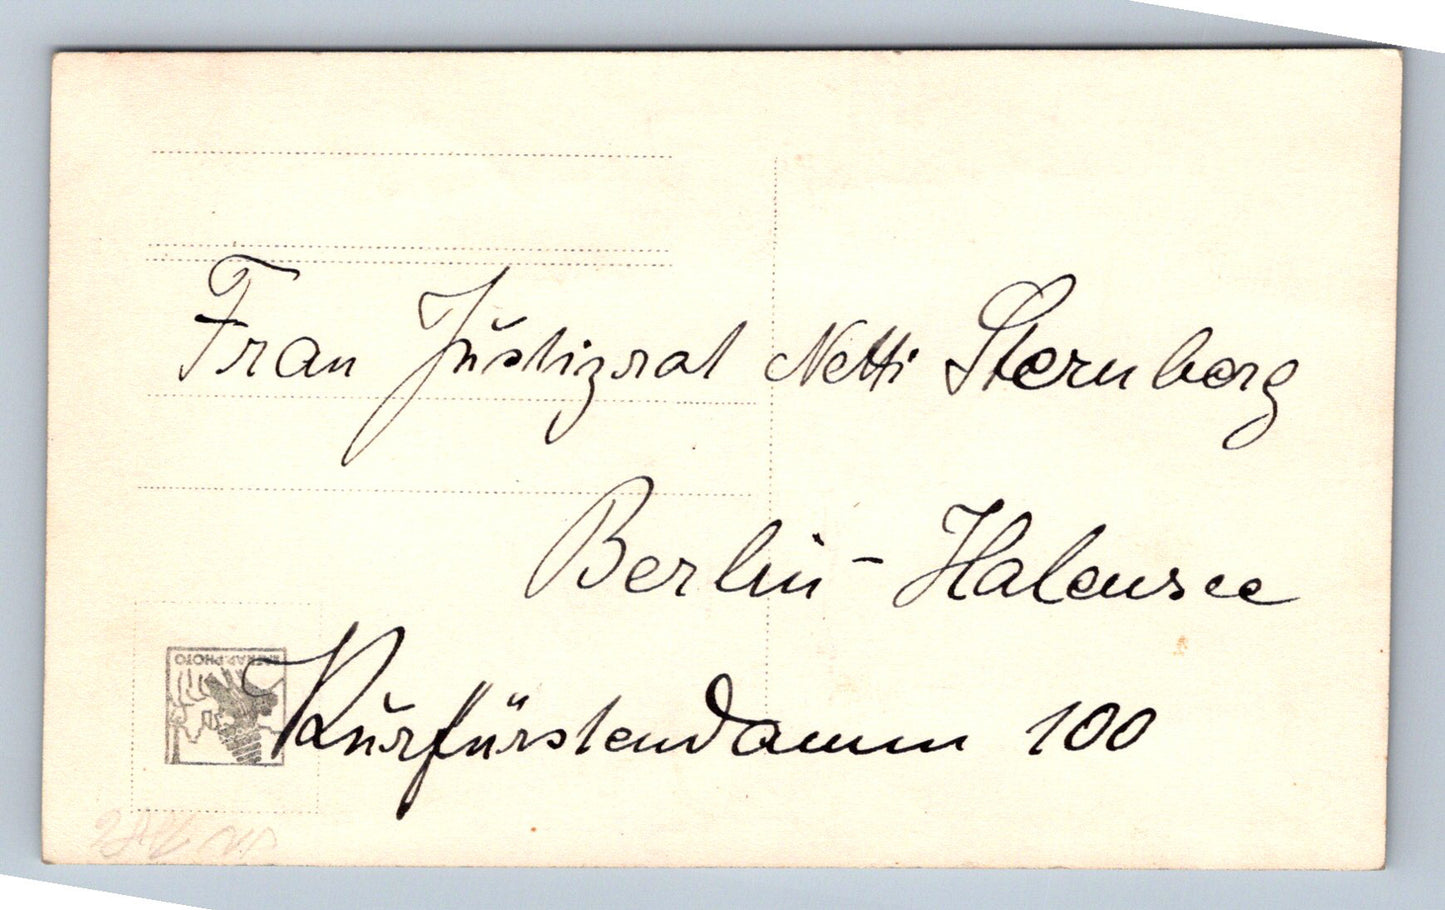 Frau Justizrat Netti Sternberg
Berlin-Halensee
Kurfürstendamm 100